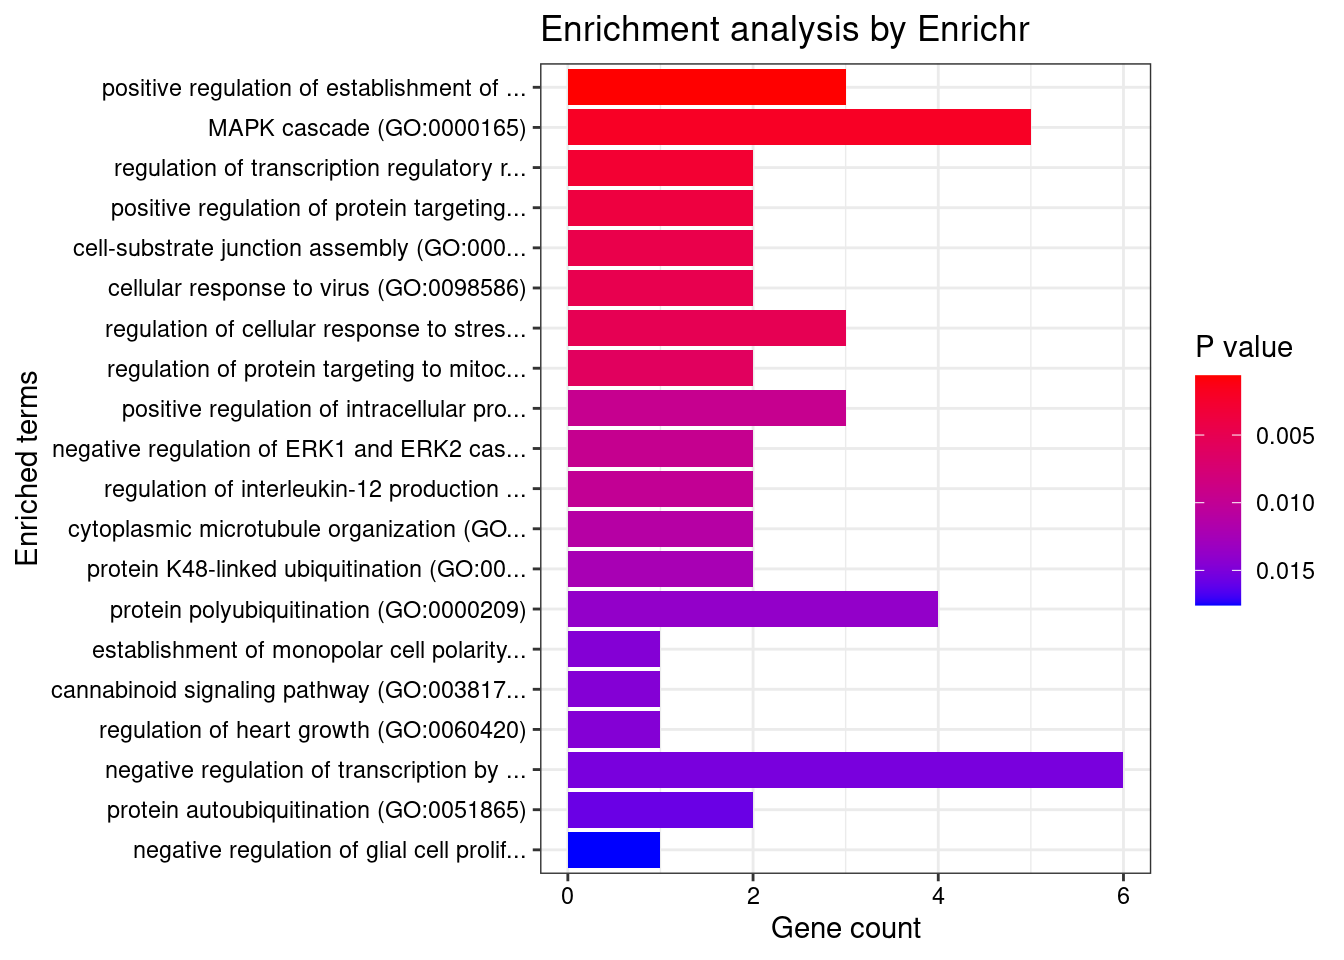 Enrichment analysis by Enrichr
positive regulation of establishment of ...
MAPK cascade (GO:0000165)
regulation of transcription regulatory r...
positive regulation of protein targeting...
cell-substrate junction assembly (GO:000...
cellular response to virus (GO:0098586)
regulation of cellular response to stres...
regulation of protein targeting to mitoc...
positive regulation of intracellular pro...
negative regulation of ERK1 and ERK2 cas...
regulation of interleukin-12 production ...
cytoplasmic microtubule organization (GO...
protein K48-linked ubiquitination (GO:00...
protein polyubiquitination (GO:0000209)
establishment of monopolar cell polarity...
cannabinoid signaling pathway (GO:003817...
regulation of heart growth (GO:0060420)
negative regulation of transcription by ...
protein autoubiquitination (GO:0051865)
negative regulation of glial cell prolif...
Enriched terms
0 2 4 6
Gene count
P value
0.005
0.010
0.015